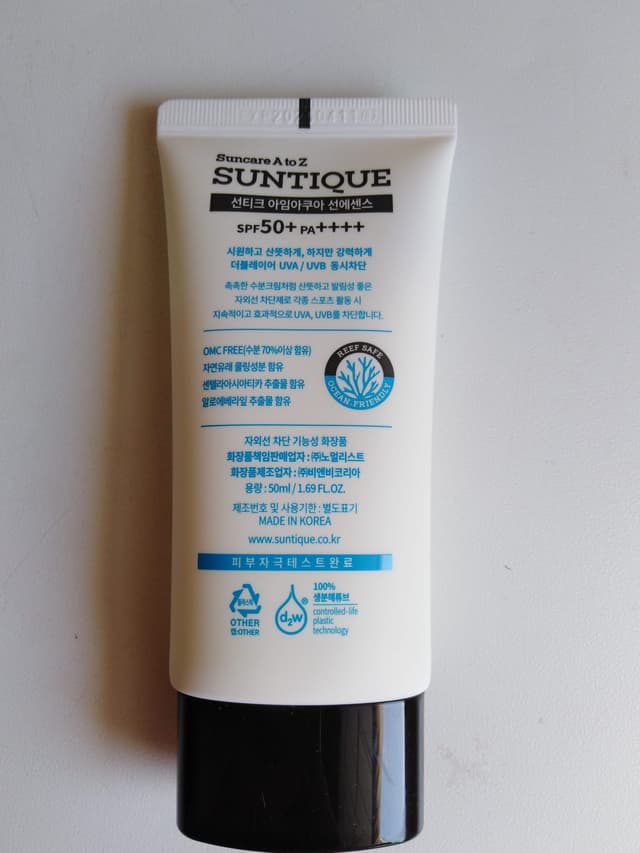 Suncare A to Z
SUNTIQUE
선티크 아임아쿠아 선에센스
SPF50+ PA++++
시원하고 산뜻하게, 하지만 강력하게
더블레이어 UVA / UVB 동시차단
촉촉한 수분크림처럼 산뜻하고 발림성 좋은
자외선 차단제로 각종 스포츠 활동 시
지속적이고 효과적으로 UVA, UVB를 차단합니다.
OMC FREE(수분 70%이상 함유)
자연유래 쿨링성분 함유
센텔라아시아티카 추출물 함유
알로에베라잎 추출물 함유
REEF SAFE
OCEAN-FRIENDLY
자외선 차단 기능성 화장품
화장품책임판매업자 : ㈜노멀리스트
화장품제조업자 : ㈜비앤비코리아
용량 : 50ml / 1.69 FL.OZ.
제조번호 및 사용기한 : 별도표기
MADE IN KOREA
www.suntique.co.kr
피부자극테스트완료
플라스틱
OTHER
캡:OTHER
d2w®
100%
생분해튜브
controlled-life
plastic
technology